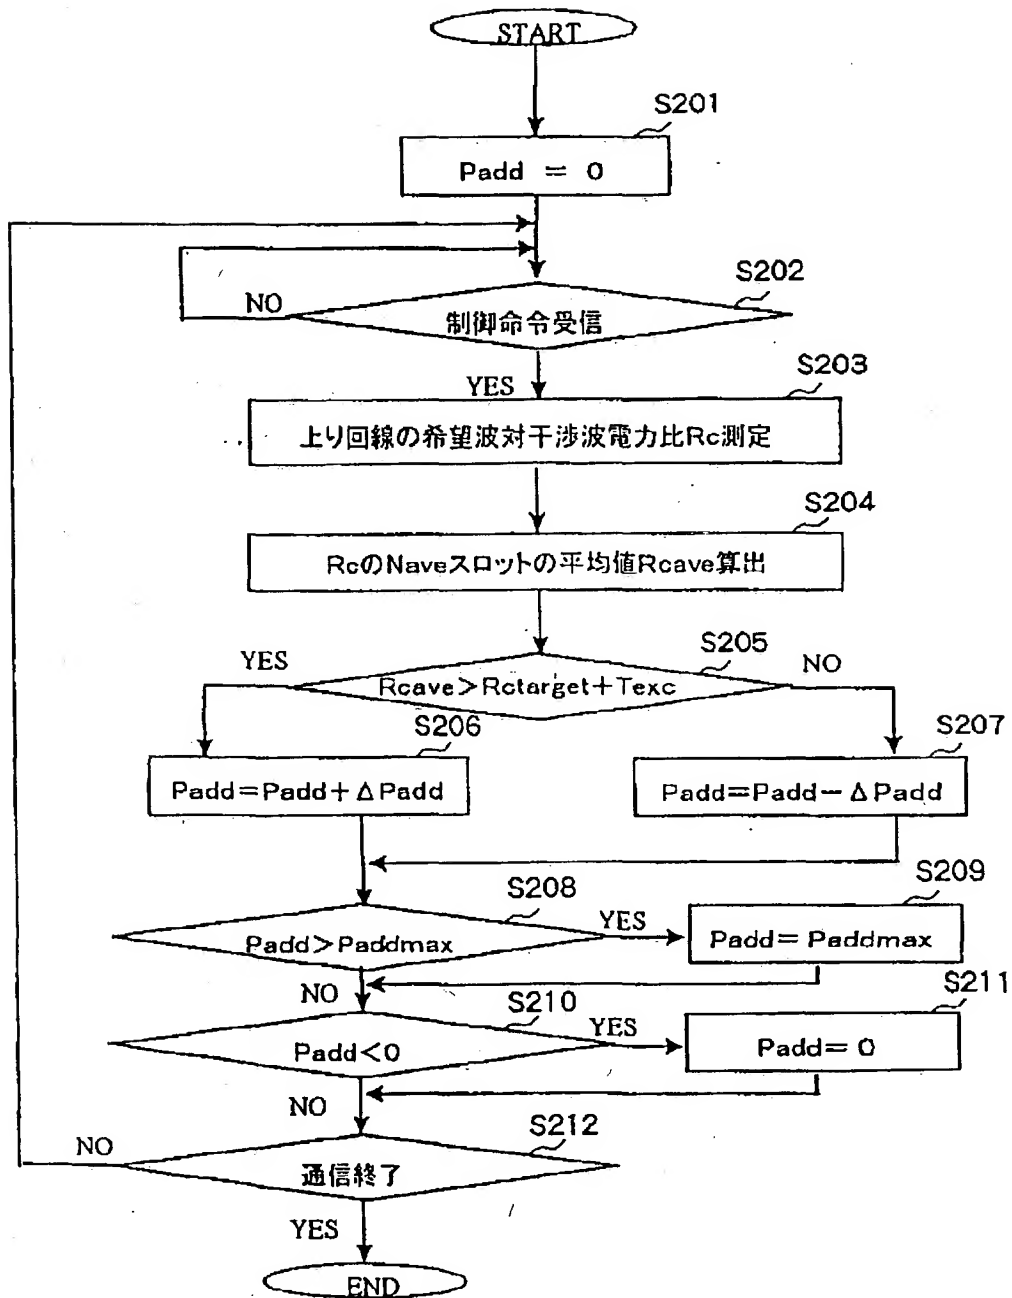 START
S201
Padd = 0
S202
NO
制御命令受信
YES
S203
上り回線の希望波対干渉波電力比Rc測定
S204
RcのNaveスロットの平均値Rcave算出
S205
YES
NO
Rcave>Rctarget+Texc
S206
S207
Padd=Padd+ΔPadd
Padd=Padd−ΔPadd
S208
S209
YES
Padd>Paddmax
Padd=Paddmax
NO
S210
S211
YES
Padd<0
Padd=0
NO
S212
NO
通信終了
YES
END